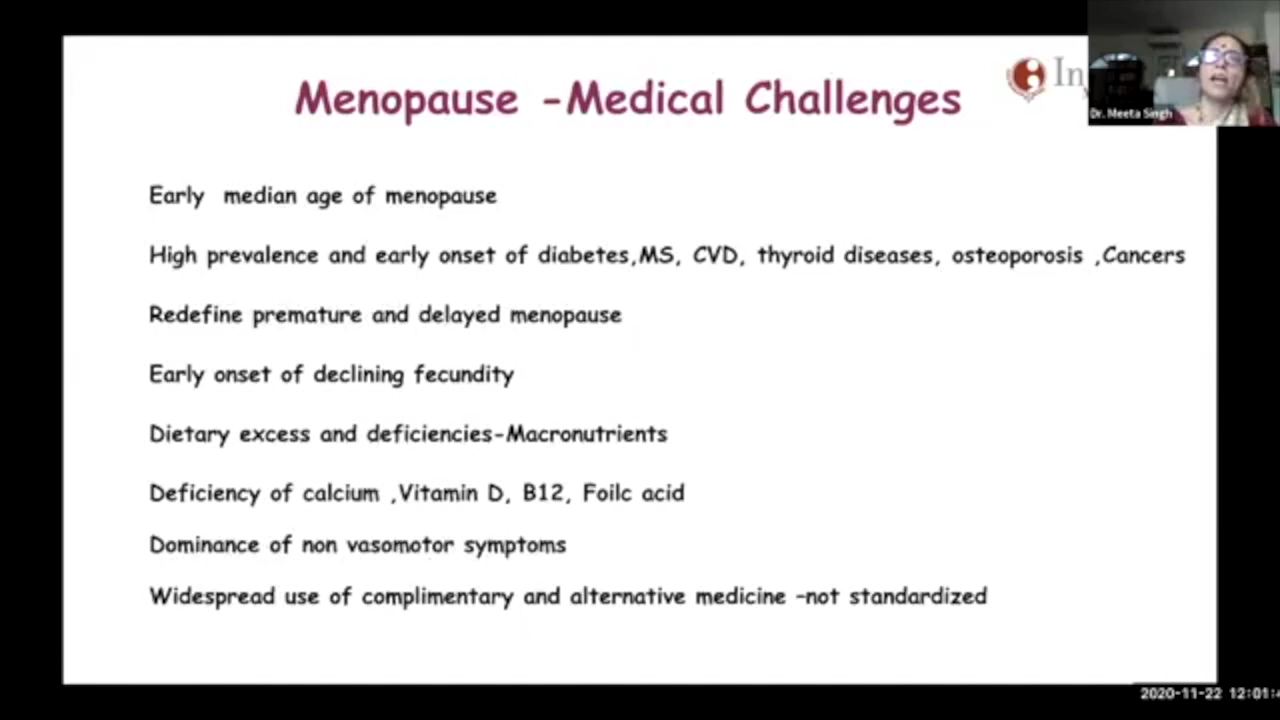 Menopause -Medical Challenges
In
Dr. Meeta Singh
Early median age of menopause
High prevalence and early onset of diabetes,MS, CVD, thyroid diseases, osteoporosis ,Cancers
Redefine premature and delayed menopause
Early onset of declining fecundity
Dietary excess and deficiencies-Macronutrients
Deficiency of calcium ,Vitamin D, B12, Foilc acid
Dominance of non vasomotor symptoms
Widespread use of complimentary and alternative medicine –not standardized
2020-11-22 12:01:4